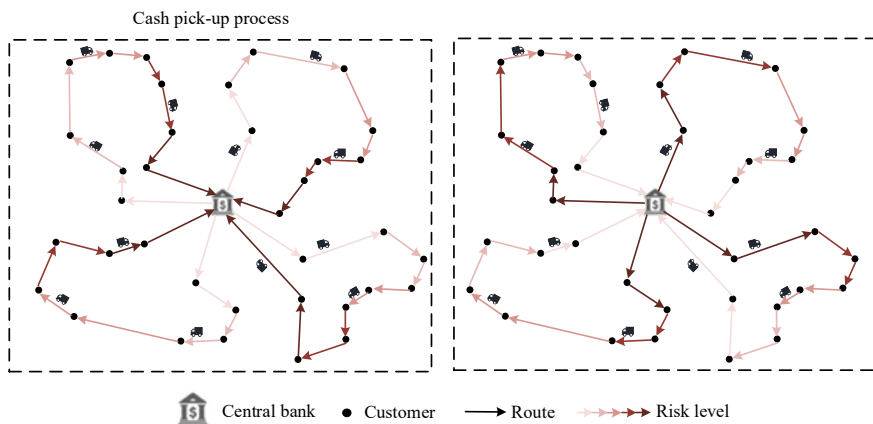 Cash pick-up process
$
$
$ Central bank Customer Route Risk level